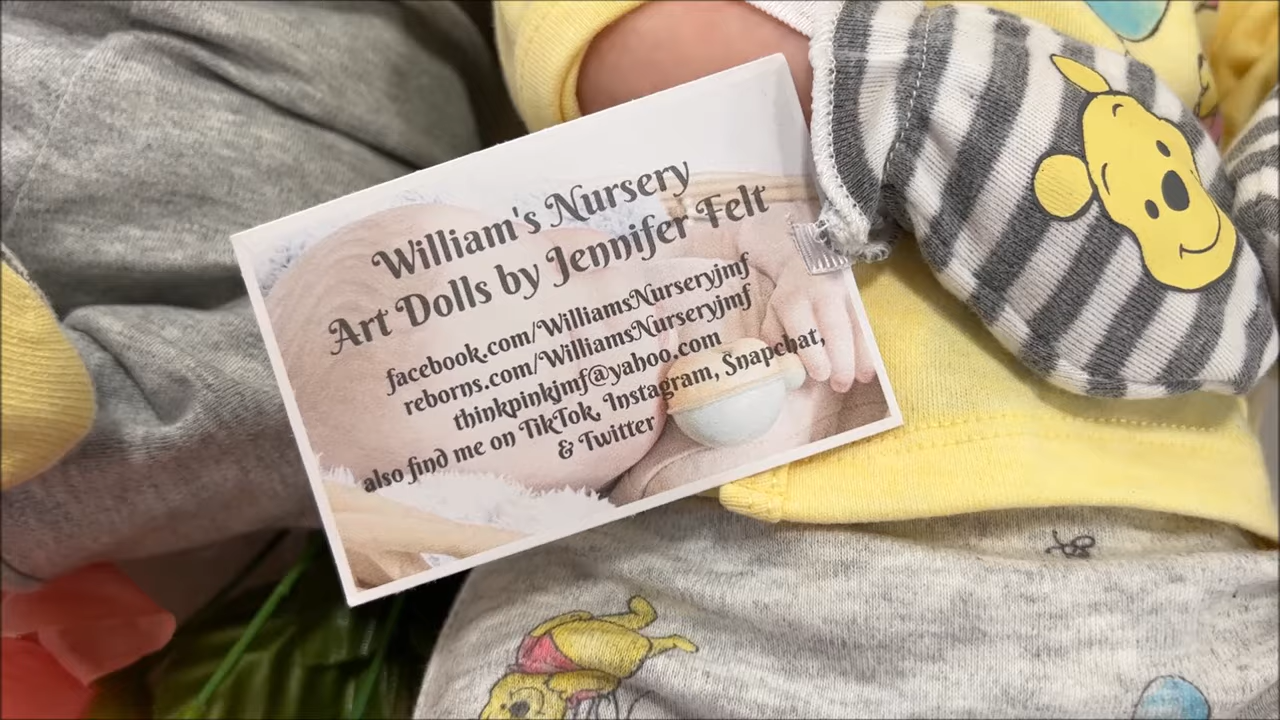 William's Nursery
Art Dolls by Jennifer Felt
facebook.com/WilliamsNurseryjmf
reborns.com/WilliamsNurseryjmf
thinkpinkjmf@yahoo.com
also find me on TikTok, Instagram, Snapchat,
& Twitter